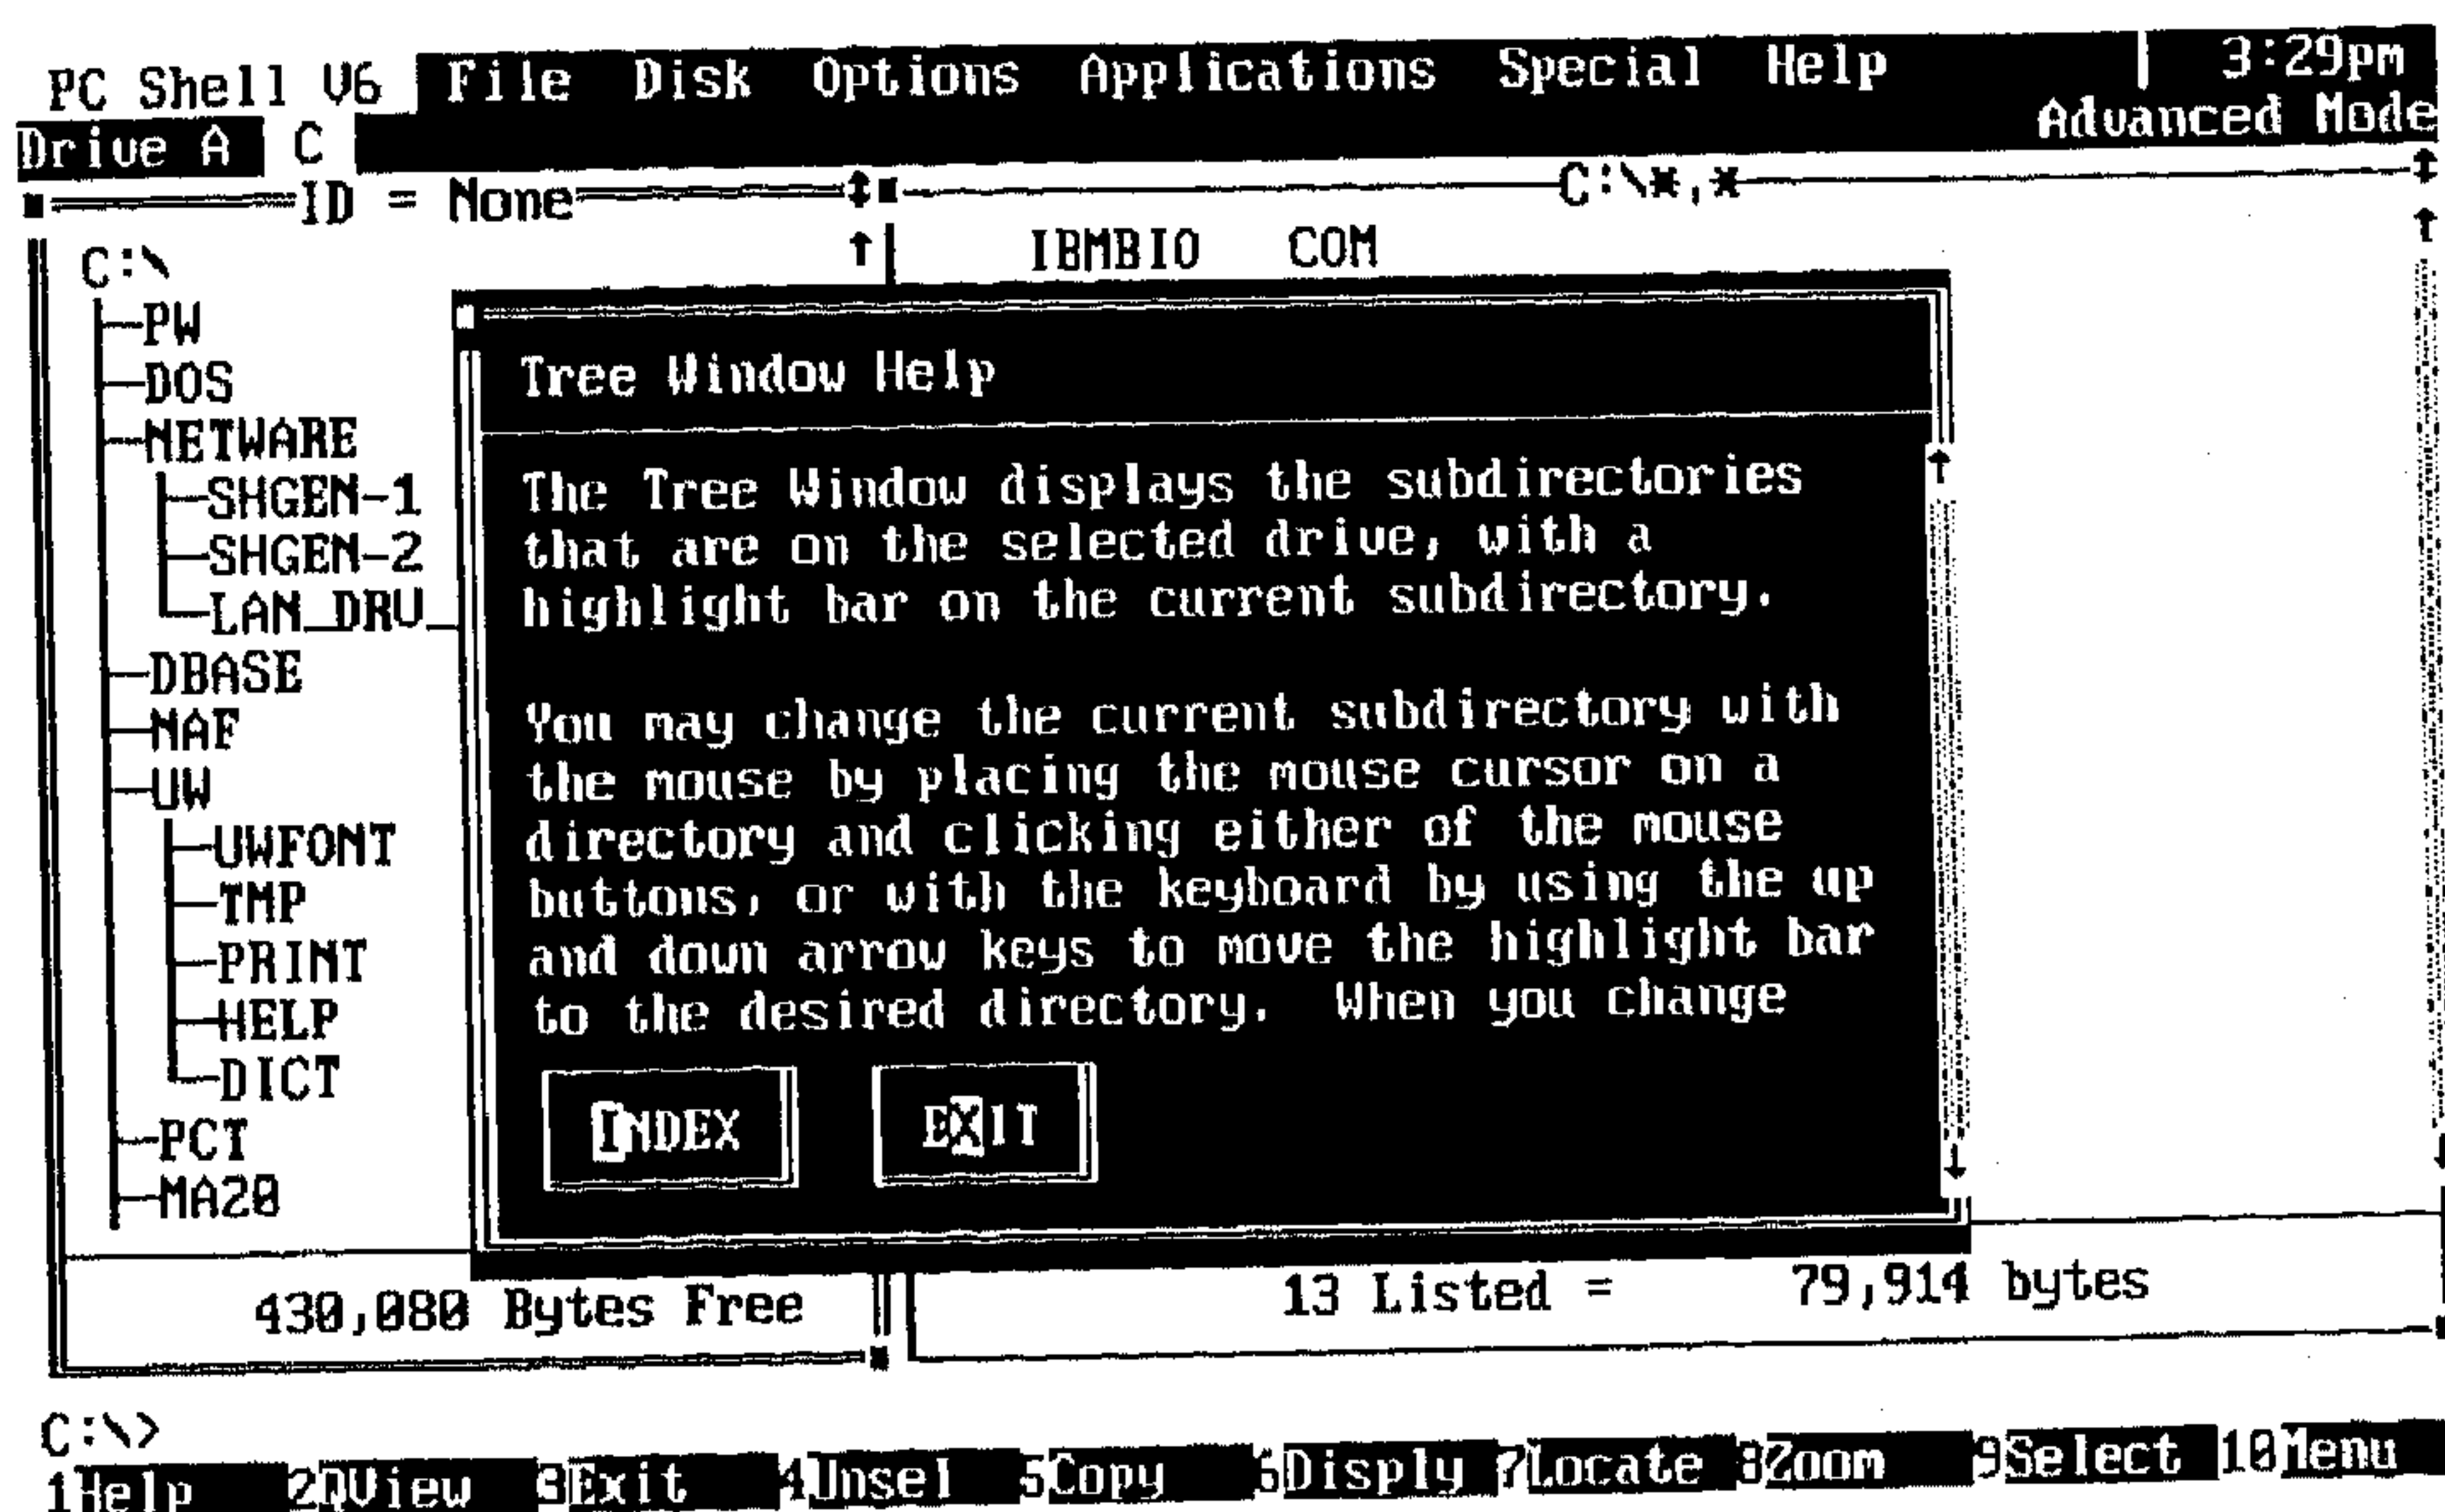 PC Shell V6 File Disk Options Applications Special Help 3:29pm
Drive A C Advanced Mode
ID = None
C:\*.*
C:\
IBMBIO COM
PW
DOS
NETWARE
SHGEN-1
SHGEN-2
LAN_DRV_
DBASE
NAF
UW
UWFONT
TMP
PRINT
HELP
DICT
PCT
MA20
Tree Window Help
The Tree Window displays the subdirectories
that are on the selected drive, with a
highlight bar on the current subdirectory.
You may change the current subdirectory with
the mouse by placing the mouse cursor on a
directory and clicking either of the mouse
buttons, or with the keyboard by using the up
and down arrow keys to move the highlight bar
to the desired directory. When you change
INDEX EXIT
430,080 Bytes Free
13 Listed = 79,914 bytes
C:\>
1Help 2QView 3Exit 4Unsel 5Copy 6Disply 7Locate 8Zoom 9Select 10Menu